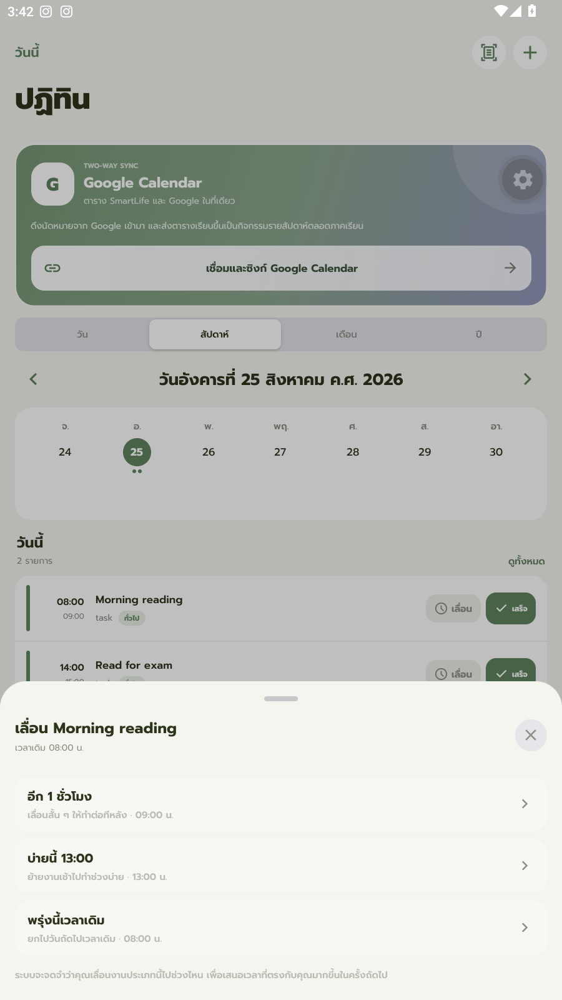 3:42
วันนี้
ปฏิทิน
TWO-WAY SYNC
G
Google Calendar
ตาราง SmartLife และ Google ในที่เดียว
ดึงนัดหมายจาก Google เข้ามา และส่งตารางเรียนขึ้นเป็นกิจกรรมรายสัปดาห์ตลอดภาคเรียน
เชื่อมและซิงก์ Google Calendar
วัน สัปดาห์ เดือน ปี
วันอังคารที่ 25 สิงหาคม ค.ศ. 2026
จ. อ. พ. พฤ. ศ. ส. อา.
24 25 26 27 28 29 30
วันนี้
2 รายการ ดูทั้งหมด
08:00 Morning reading
09:00 task ทั่วไป เลื่อน เสร็จ
14:00 Read for exam
เลื่อน เสร็จ
เลื่อน Morning reading
เวลาเดิม 08:00 น.
อีก 1 ชั่วโมง
เลื่อนสั้น ๆ ให้ทำต่อทีหลัง · 09:00 น.
บ่ายนี้ 13:00
ย้ายงานเช้าไปทำช่วงบ่าย · 13:00 น.
พรุ่งนี้เวลาเดิม
ยกไปวันถัดไปเวลาเดิม · 08:00 น.
ระบบจะจดจำว่าคุณเลื่อนงานประเภทนี้ไปช่วงไหน เพื่อเสนอเวลาที่ตรงกับคุณมากขึ้นในครั้งถัดไป